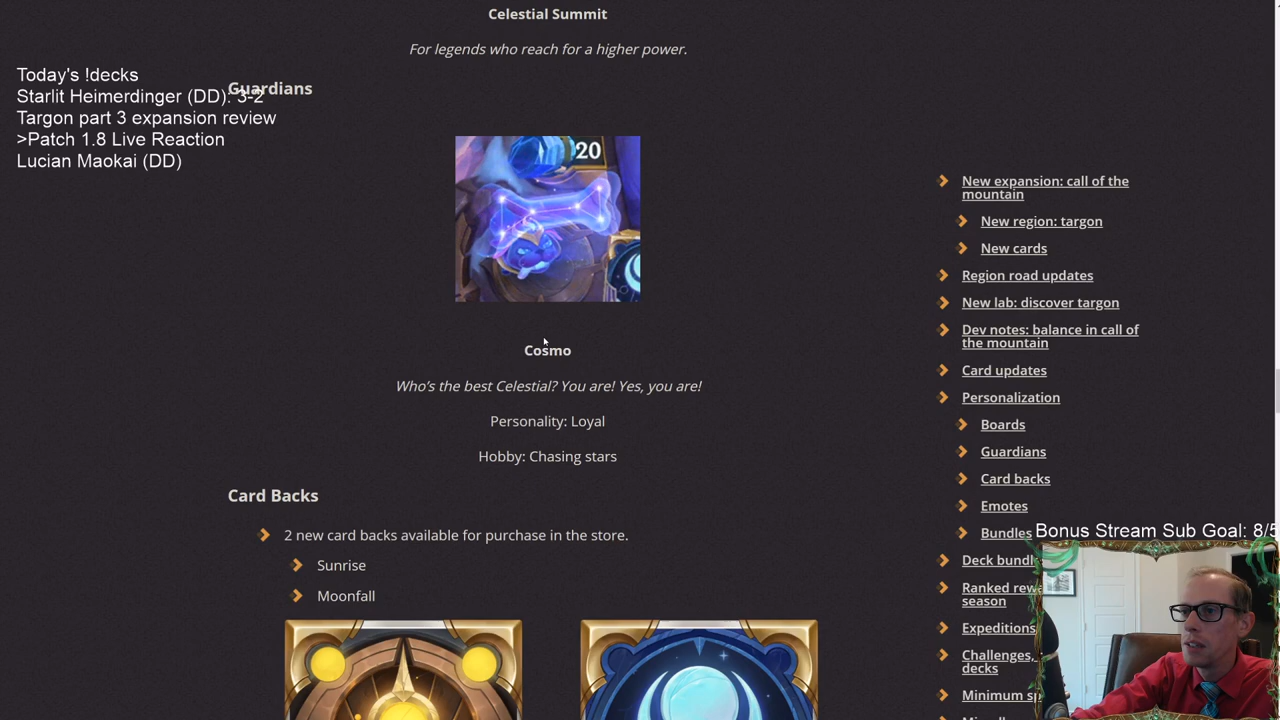 Celestial Summit
For legends who reach for a higher power.
Today's !decks
Starlit Heimerdinger (DD): 3-2
Targon part 3 expansion review
>Patch 1.8 Live Reaction
Lucian Maokai (DD)
Guardians
20
Cosmo
Who's the best Celestial? You are! Yes, you are!
Personality: Loyal
Hobby: Chasing stars
Card Backs
2 new card backs available for purchase in the store.
Sunrise
Moonfall
New expansion: call of the
mountain
New region: targon
New cards
Region road updates
New lab: discover targon
Dev notes: balance in call of
the mountain
Card updates
Personalization
Boards
Guardians
Card backs
Emotes
Bundles
Bonus Stream Sub Goal: 8/5
Deck
Ranked
season
Expeditions
Challenges,
decks
Minimum